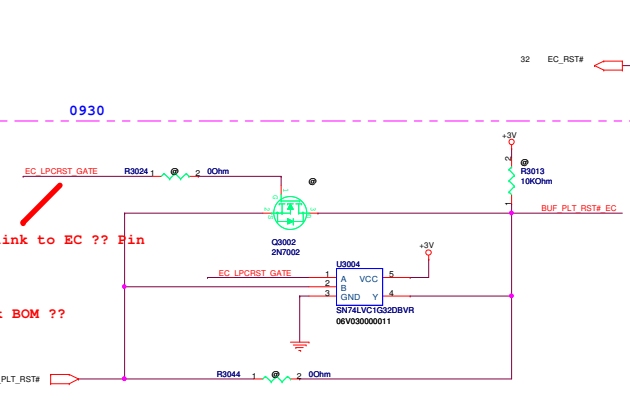 32 EC_RST#
0930
+3V
EC_LPCRST_GATE R3024 1 @ 2 0Ohm
@
2 @
R3013
10KOhm
1
BUF_PLT_RST#_EC
ink to EC ?? Pin
Q3002
2N7002
+3V
U3004
EC_LPCRST_GATE 1 A VCC 5
2 B
3 GND Y 4
SN74LVC1G32DBVR
06V030000011
BOM ??
PLT_RST# R3044 1 @ 2 0Ohm